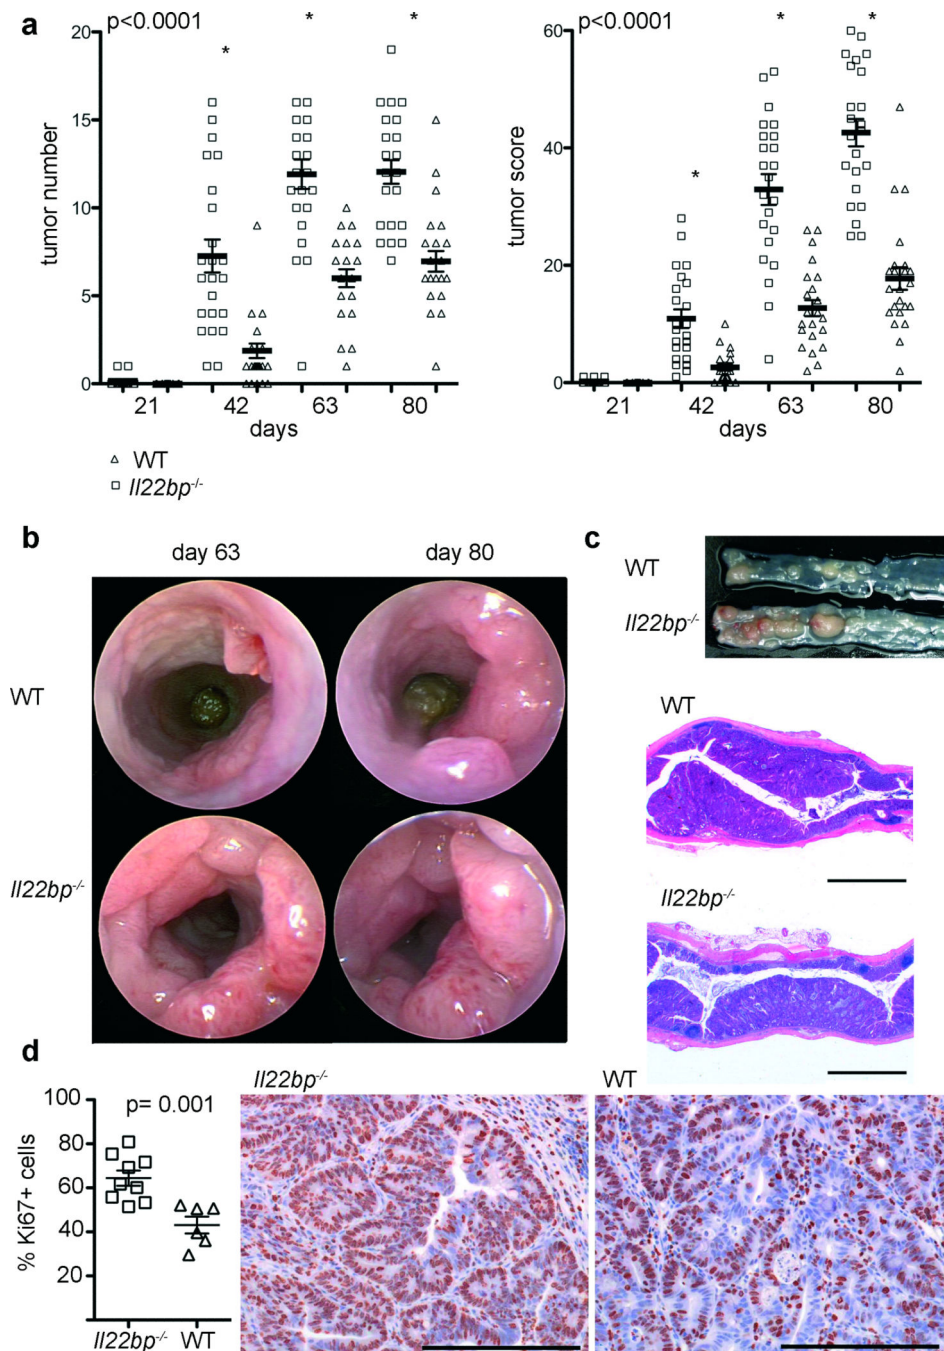 a
p<0.0001
*
*
*
20
15
10
5
0
tumor number
21
42
63
80
days
p<0.0001
*
*
*
60
40
20
0
tumor score
21
42
63
80
days
△ WT
□ Il22bp-/-
b
day 63
day 80
WT
Il22bp-/-
c
WT
Il22bp-/-
WT
Il22bp-/-
d
100
80
60
40
20
% Ki67+ cells
p= 0.001
Il22bp-/-
WT
Il22bp-/-
WT